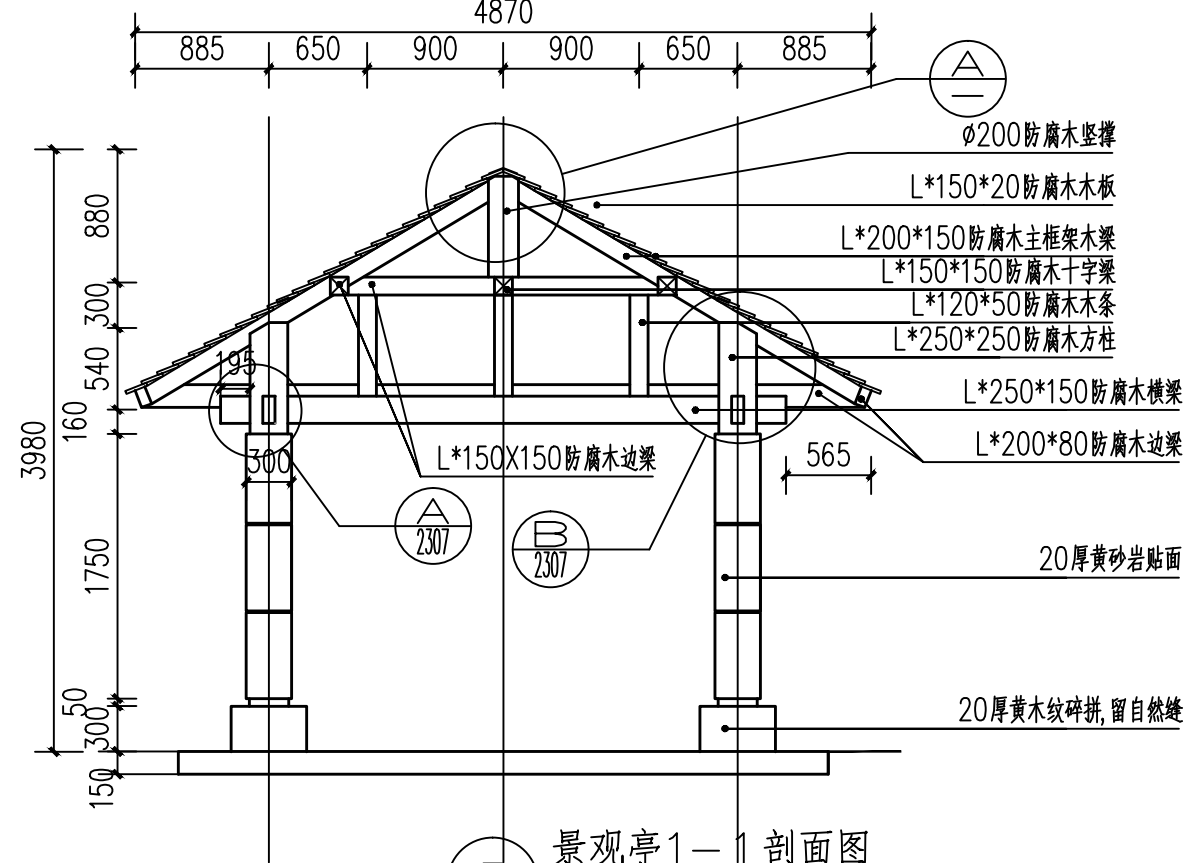 4870
885 650 900 900 650 885
A
ø200防腐木竖撑
L*150*20防腐木木板
L*200*150防腐木主框架木梁
L*150*150防腐木十字梁
L*120*50防腐木木条
L*250*250防腐木方柱
L*250*150防腐木横梁
L*200*80防腐木边梁
L*150X150防腐木边梁
880
300
540
160
3980
1750
50
300
150
195
300
565
A
2307
B
2307
20厚黄砂岩贴面
20厚黄木纹碎拼,留自然缝
景观亭1—1剖面图